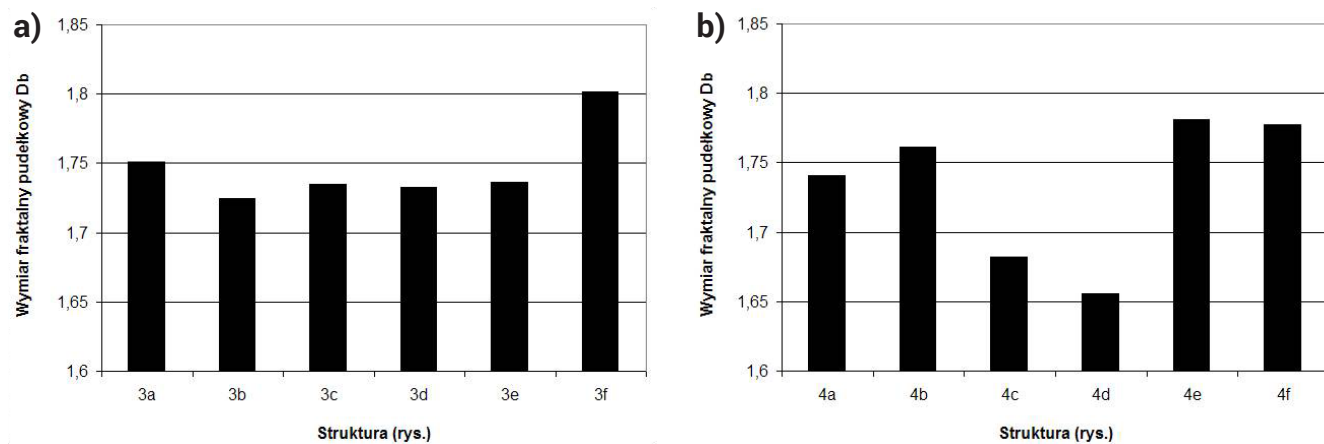 a)
Wymiar fraktalny pudełkowy Db
1,85
1,8
1,75
1,7
1,65
1,6
3a 3b 3c 3d 3e 3f
Struktura (rys.)
b)
Wymiar fraktalny pudełkowy Db
1,85
1,8
1,75
1,7
1,65
1,6
4a 4b 4c 4d 4e 4f
Struktura (rys.)